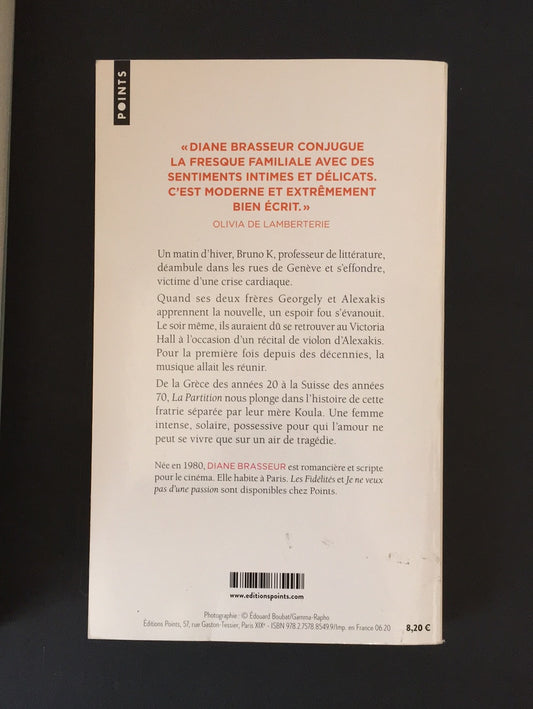 POINTS
« DIANE BRASSEUR CONJUGUE
LA FRESQUE FAMILIALE AVEC DES
SENTIMENTS INTIMES ET DÉLICATS.
C'EST MODERNE ET EXTRÊMEMENT
BIEN ÉCRIT. »
OLIVIA DE LAMBERTERIE
Un matin d'hiver, Bruno K, professeur de littérature,
déambule dans les rues de Genève et s'effondre,
victime d'une crise cardiaque.
Quand ses deux frères Georgely et Alexakis
apprennent la nouvelle, un espoir fou s'évanouit.
Le soir même, ils auraient dû se retrouver au Victoria
Hall à l'occasion d'un récital de violon d'Alexakis.
Pour la première fois depuis des décennies, la
musique allait les réunir.
De la Grèce des années 20 à la Suisse des années
70, La Partition nous plonge dans l'histoire de cette
fratrie séparée par leur mère Koula. Une femme
intense, solaire, possessive pour qui l'amour ne
peut se vivre que sur un air de tragédie.
Née en 1980, DIANE BRASSEUR est romancière et scripte
pour le cinéma. Elle habite à Paris. Les Fidélités et Je ne veux
pas d'une passion sont disponibles chez Points.
www.editionspoints.com
Photographie : © Édouard Boubat/Gamma-Rapho
Éditions Points, 57, rue Gaston-Tessier, Paris XIXe - ISBN 978.2.7578.8549.9/Imp. en France 06.20
8,20 €